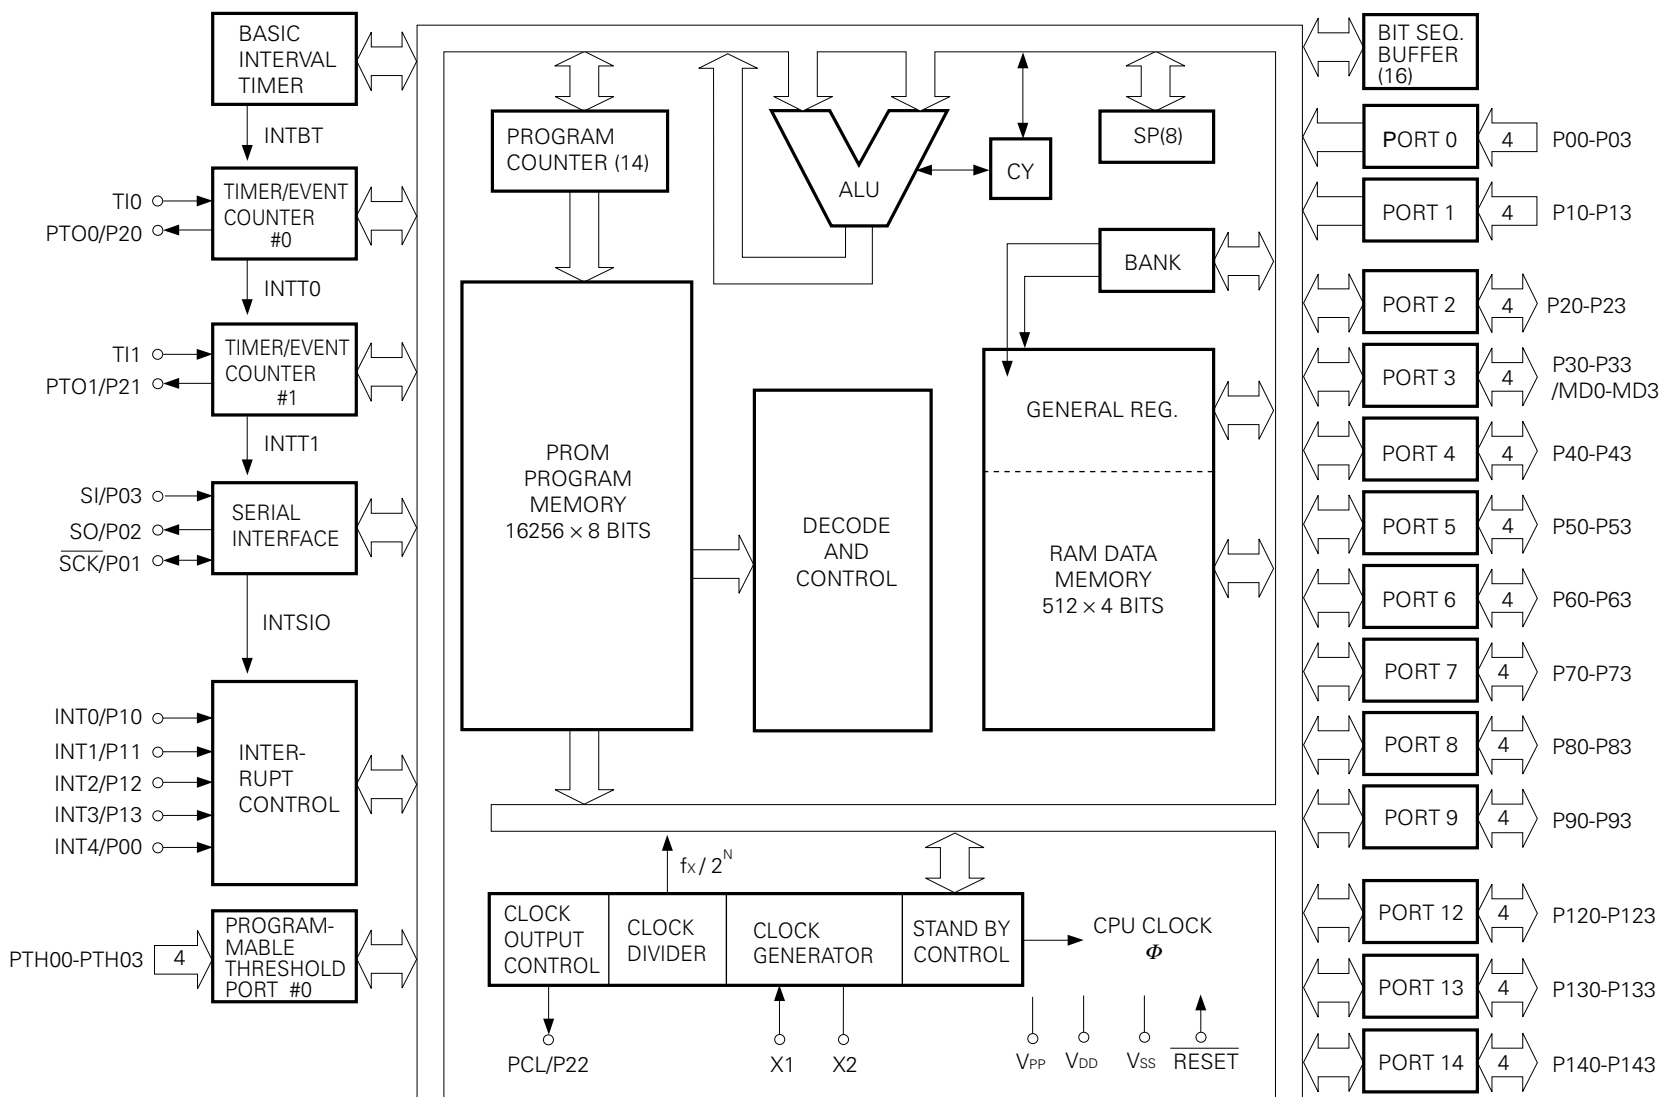 BASIC
INTERVAL
TIMER
INTBT
TI0
PTO0/P20
TIMER/EVENT
COUNTER
#0
INTT0
TI1
PTO1/P21
TIMER/EVENT
COUNTER
#1
INTT1
SI/P03
SO/P02
SCK/P01
SERIAL
INTERFACE
INTSIO
INT0/P10
INT1/P11
INT2/P12
INT3/P13
INT4/P00
INTER-
RUPT
CONTROL
PTH00-PTH03
4
PROGRAM-
MABLE
THRESHOLD
PORT #0
PROGRAM
COUNTER (14)
ALU
CY
SP(8)
BANK
PROM
PROGRAM
MEMORY
16256 × 8 BITS
DECODE
AND
CONTROL
GENERAL REG.
RAM DATA
MEMORY
512 × 4 BITS
fX / 2^N
CLOCK
OUTPUT
CONTROL
CLOCK
DIVIDER
CLOCK
GENERATOR
STAND BY
CONTROL
CPU CLOCK
Φ
PCL/P22
X1
X2
VPP
VDD
VSS
RESET
BIT SEQ.
BUFFER
(16)
PORT 0
4
P00-P03
PORT 1
4
P10-P13
PORT 2
4
P20-P23
PORT 3
4
P30-P33
/MD0-MD3
PORT 4
4
P40-P43
PORT 5
4
P50-P53
PORT 6
4
P60-P63
PORT 7
4
P70-P73
PORT 8
4
P80-P83
PORT 9
4
P90-P93
PORT 12
4
P120-P123
PORT 13
4
P130-P133
PORT 14
4
P140-P143